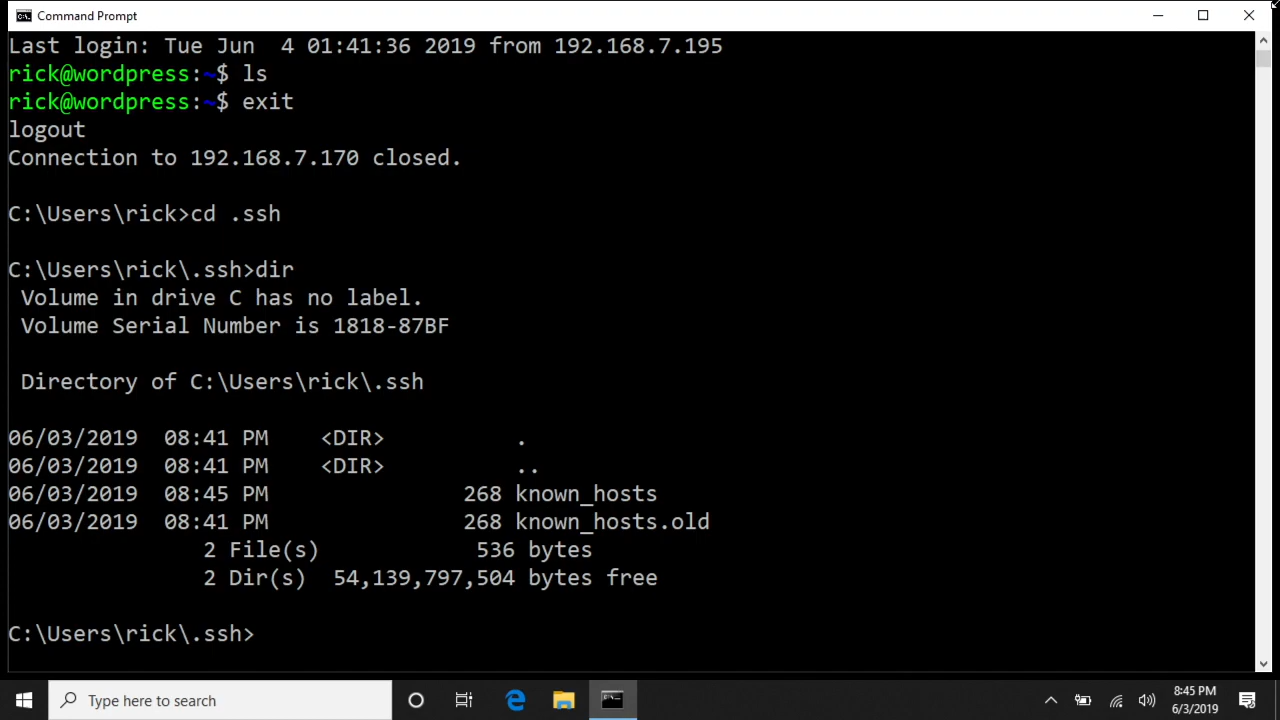 Command Prompt
Last login: Tue Jun  4 01:41:36 2019 from 192.168.7.195
rick@wordpress:~$ ls
rick@wordpress:~$ exit
logout
Connection to 192.168.7.170 closed.
C:\Users\rick>cd .ssh
C:\Users\rick\.ssh>dir
 Volume in drive C has no label.
 Volume Serial Number is 1818-87BF
 Directory of C:\Users\rick\.ssh
06/03/2019  08:41 PM    <DIR>          .
06/03/2019  08:41 PM    <DIR>          ..
06/03/2019  08:45 PM               268 known_hosts
06/03/2019  08:41 PM               268 known_hosts.old
               2 File(s)            536 bytes
               2 Dir(s)  54,139,797,504 bytes free
C:\Users\rick\.ssh>
Type here to search
8:45 PM
6/3/2019